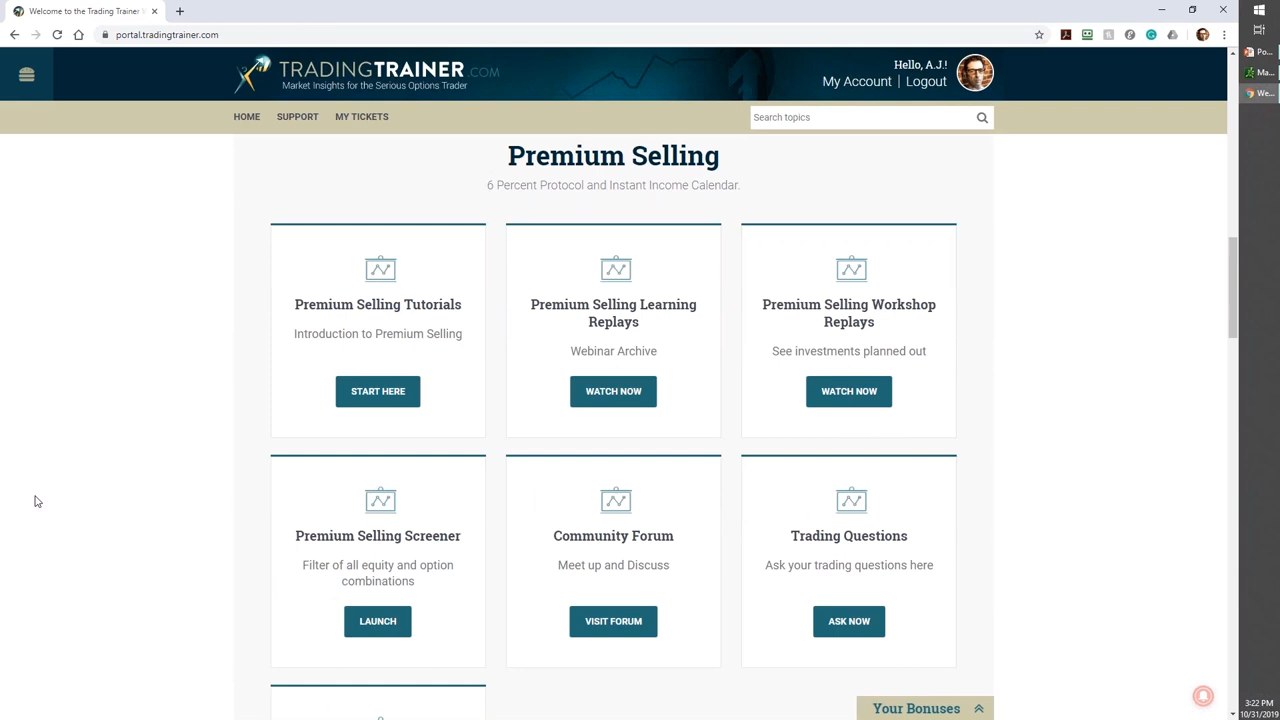 Welcome to the Trading Trainer
portal.tradingtrainer.com
TRADINGTRAINER.COM
Market Insights for the Serious Options Trader
Hello, A.J.!
My Account | Logout
HOME SUPPORT MY TICKETS
Search topics
Premium Selling
6 Percent Protocol and Instant Income Calendar.
Premium Selling Tutorials
Introduction to Premium Selling
START HERE
Premium Selling Learning
Replays
Webinar Archive
WATCH NOW
Premium Selling Workshop
Replays
See investments planned out
WATCH NOW
Premium Selling Screener
Filter of all equity and option
combinations
LAUNCH
Community Forum
Meet up and Discuss
VISIT FORUM
Trading Questions
Ask your trading questions here
ASK NOW
Your Bonuses
Po...
Ma...
We...
3:22 PM
10/31/2019